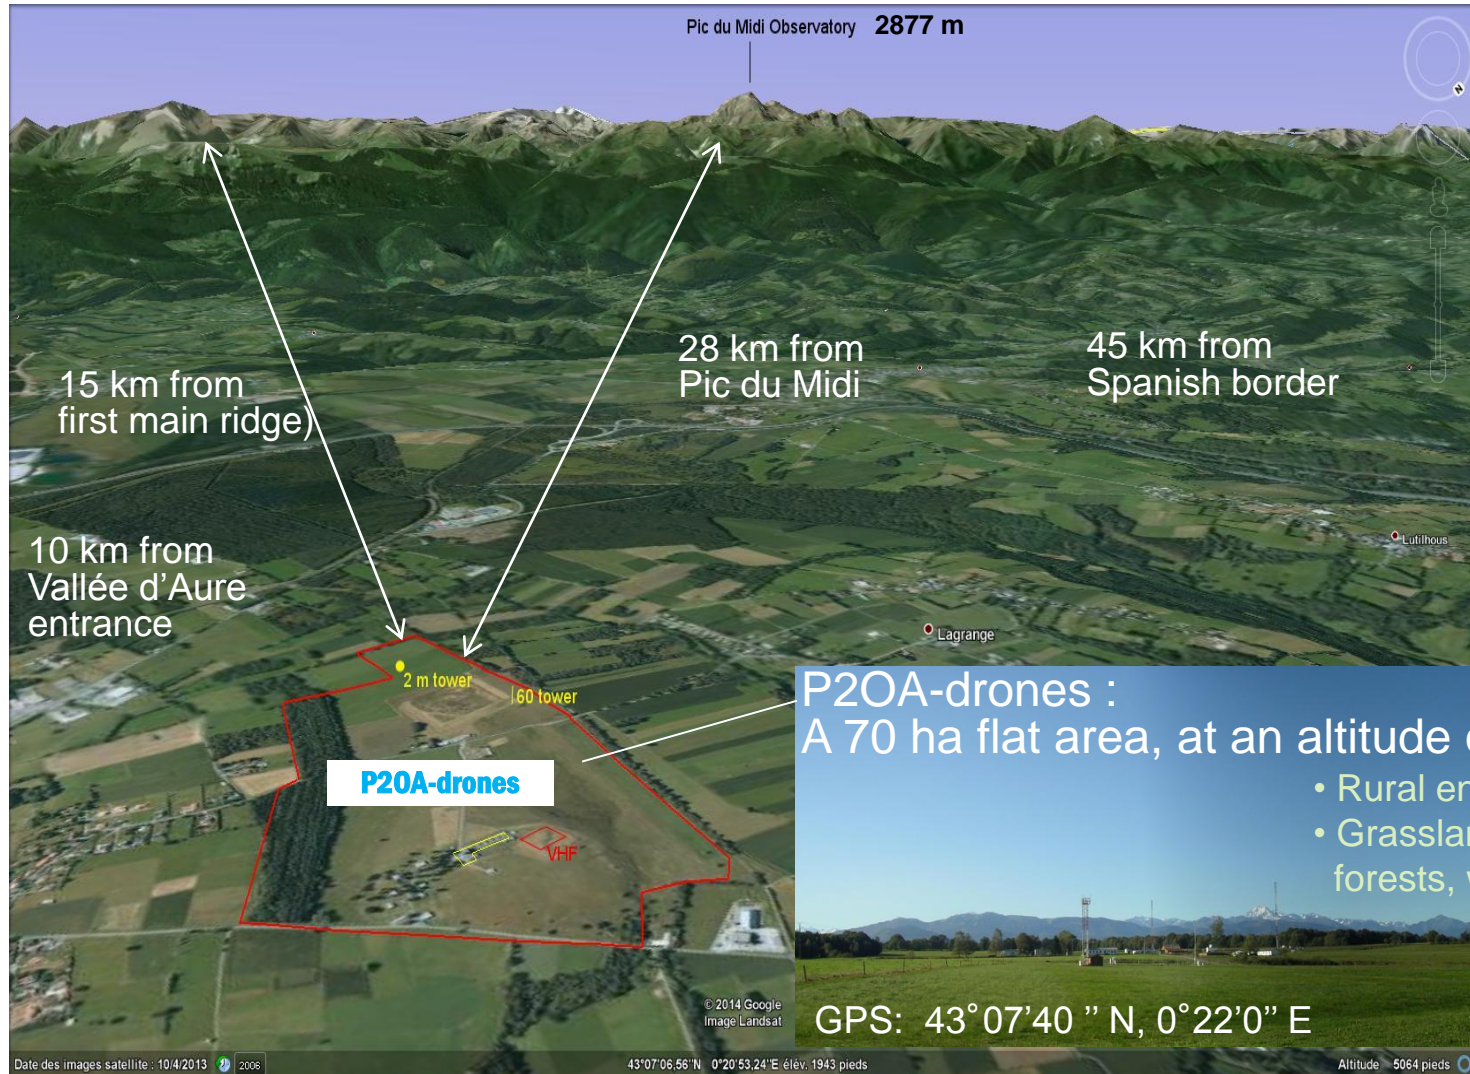 Pic du Midi Observatory 2877 m
N
15 km from
first main ridge)
28 km from
Pic du Midi
45 km from
Spanish border
10 km from
Vallée d’Aure
entrance
Lutilhous
Lagrange
2 m tower
60 tower
P2OA-drones
VHF
P2OA-drones :
A 70 ha flat area, at an altitude
• Rural en
• Grasslan
forests,
GPS: 43°07'40 ’’ N, 0°22’0’’ E
© 2014 Google
Image Landsat
Date des images satellite : 10/4/2013 2006
43°07'06,56"N 0°20'53,24"E élév. 1943 pieds
Altitude 5064 pieds